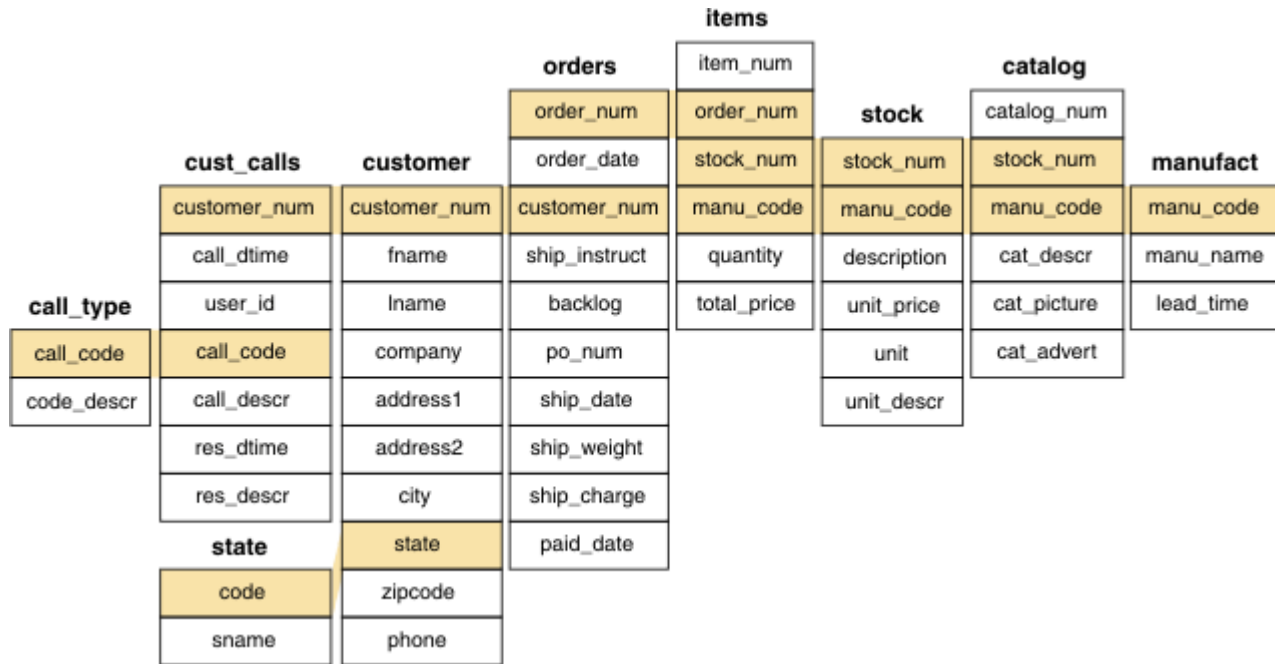 call_type
call_code
code_descr
cust_calls
customer_num
call_dtime
user_id
call_code
call_descr
res_dtime
res_descr
state
code
sname
customer
customer_num
fname
lname
company
address1
address2
city
state
zipcode
phone
orders
order_num
order_date
customer_num
ship_instruct
backlog
po_num
ship_date
ship_weight
ship_charge
paid_date
items
item_num
order_num
stock_num
manu_code
quantity
total_price
stock
stock_num
manu_code
description
unit_price
unit
unit_descr
catalog
catalog_num
stock_num
manu_code
cat_descr
cat_picture
cat_advert
manufact
manu_code
manu_name
lead_time